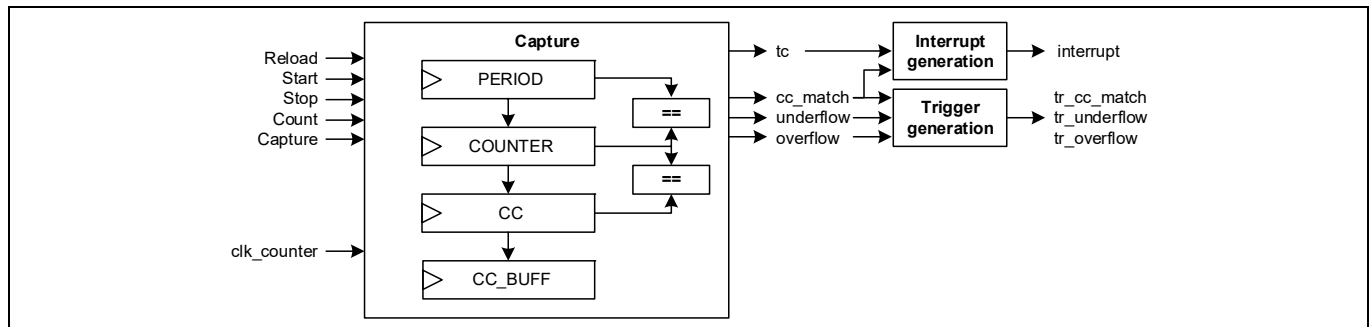 Reload
Start
Stop
Count
Capture
clk_counter
Capture
PERIOD
COUNTER
CC
CC_BUFF
==
==
tc
cc_match
underflow
overflow
Interrupt
generation
Trigger
generation
interrupt
tr_cc_match
tr_underflow
tr_overflow